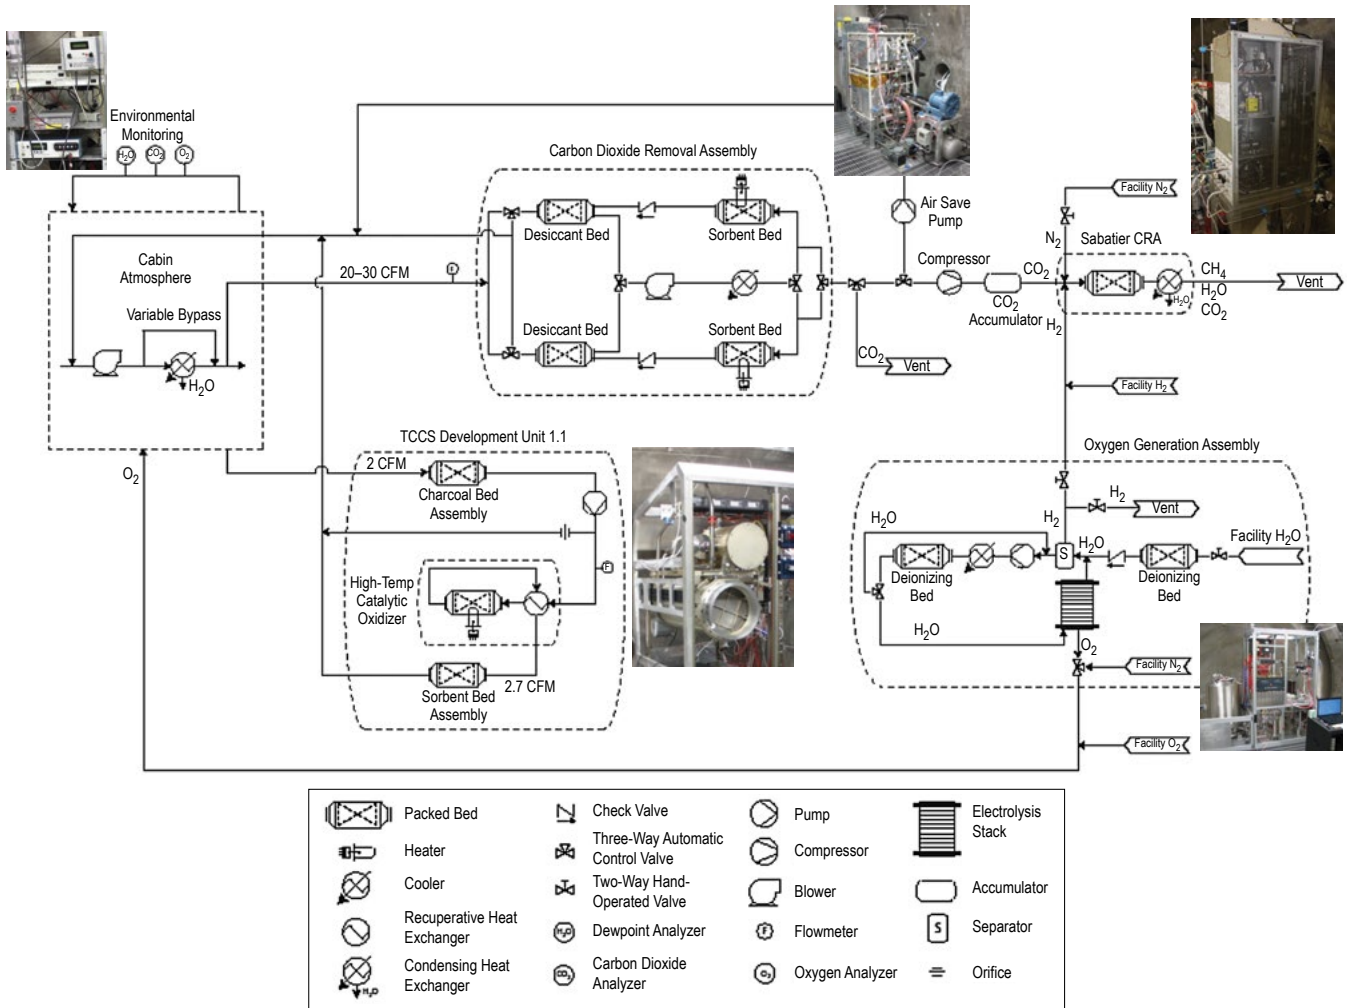 Environmental
Monitoring
H₂O
CO₂
O₂
Carbon Dioxide Removal Assembly
Cabin
Atmosphere
20–30 CFM
F
Variable Bypass
H₂O
Desiccant Bed
Sorbent Bed
Desiccant Bed
Sorbent Bed
Air Save
Pump
Compressor
CO₂
CO₂
Accumulator
CO₂
Vent
Facility N₂
N₂
Sabatier CRA
H₂O
CH₄
H₂O
CO₂
Vent
H₂
Facility H₂
O₂
TCCS Development Unit 1.1
2 CFM
Charcoal Bed
Assembly
F
High-Temp
Catalytic
Oxidizer
Sorbent Bed
Assembly
2.7 CFM
Oxygen Generation Assembly
H₂
Vent
H₂O
H₂
S
H₂O
Facility H₂O
Deionizing
Bed
Deionizing
Bed
H₂O
O₂
Facility N₂
Facility O₂
Packed Bed
Heater
Cooler
Recuperative Heat
Exchanger
H₂O
Condensing Heat
Exchanger
Check Valve
Three-Way Automatic
Control Valve
Two-Way Hand-
Operated Valve
H₂O
Dewpoint Analyzer
CO₂
Carbon Dioxide
Analyzer
Pump
Compressor
Blower
F
Flowmeter
O₂
Oxygen Analyzer
Electrolysis
Stack
Accumulator
S
Separator
Orifice